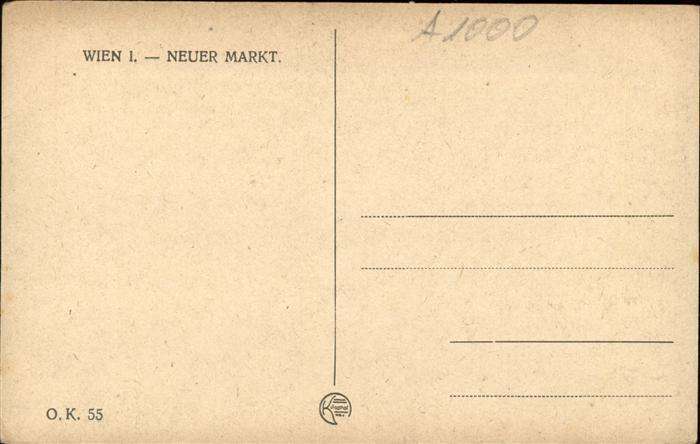 WIEN I. — NEUER MARKT.
A1000
O. K. 55